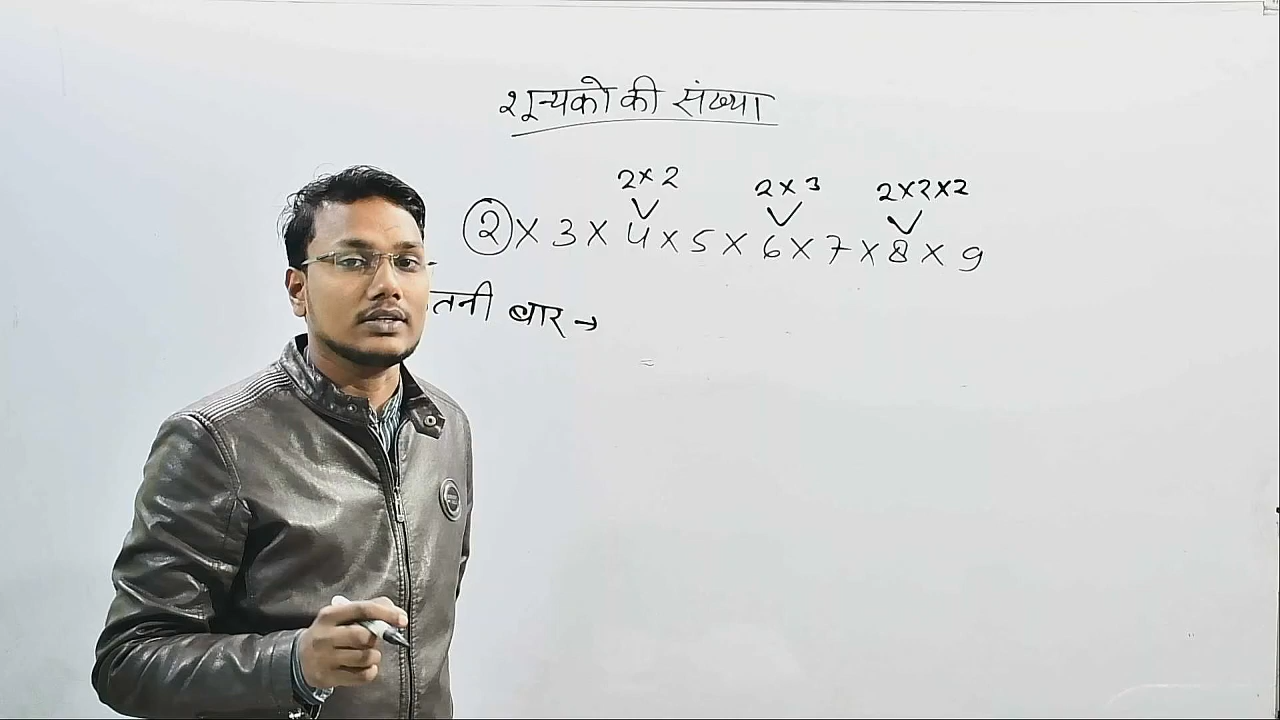 शून्यको की संख्या
2×2 2×3 2×2×2
2×3×4×5×6×7×8×9
तनी बार→
=